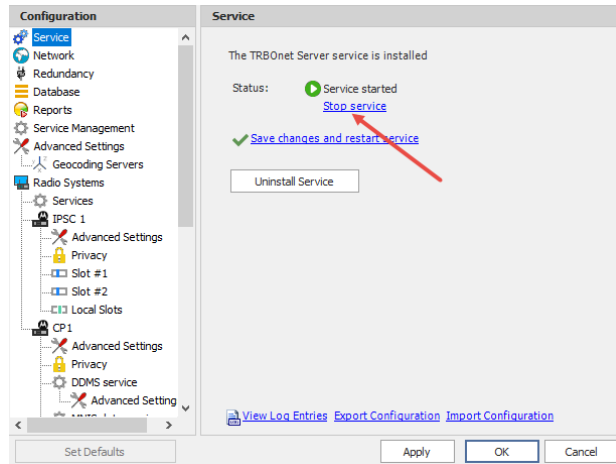 Configuration
Service
Network
Redundancy
Database
Reports
Service Management
Advanced Settings
Geocoding Servers
Radio Systems
Services
IPSC 1
Advanced Settings
Privacy
Slot #1
Slot #2
Local Slots
CP1
Advanced Settings
Privacy
DDMS service
Advanced Setting
Set Defaults
Service
The TRBOnet Server service is installed
Status: Service started
Stop service
Save changes and restart service
Uninstall Service
View Log Entries Export Configuration Import Configuration
Apply OK Cancel